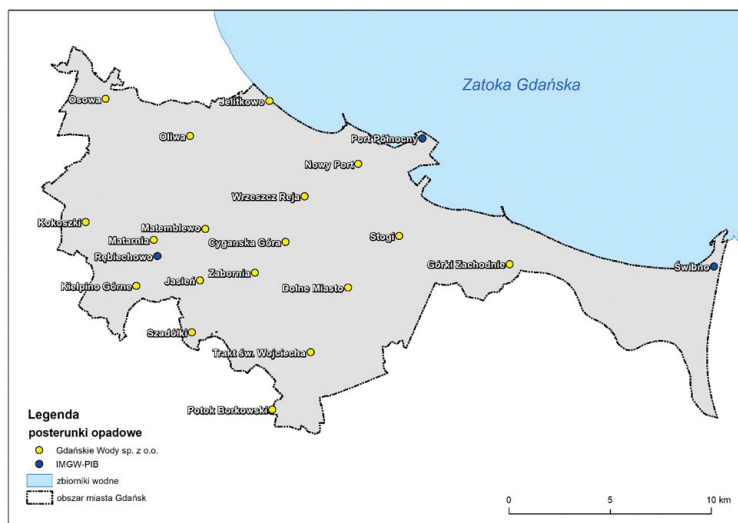 Zatoka Gdańska
Osowa
Jelitkowo
Oliwa
Port Północny
Nowy Port
Wrzeszcz Reja
Kokoszki
Matemblewo
Matarnia
Cyganska Góra
Stogi
Rębiechowo
Górki Zachodnie
Świbno
Zabornia
Kiełpino Górne
Jasień
Dolne Miasto
Szadółki
Trakt św. Wojciecha
Potok Borkowski
Legenda
posterunki opadowe
Gdańskie Wody sp. z o.o.
IMGW-PIB
zbiorniki wodne
obszar miasta Gdańsk
0 5 10 km